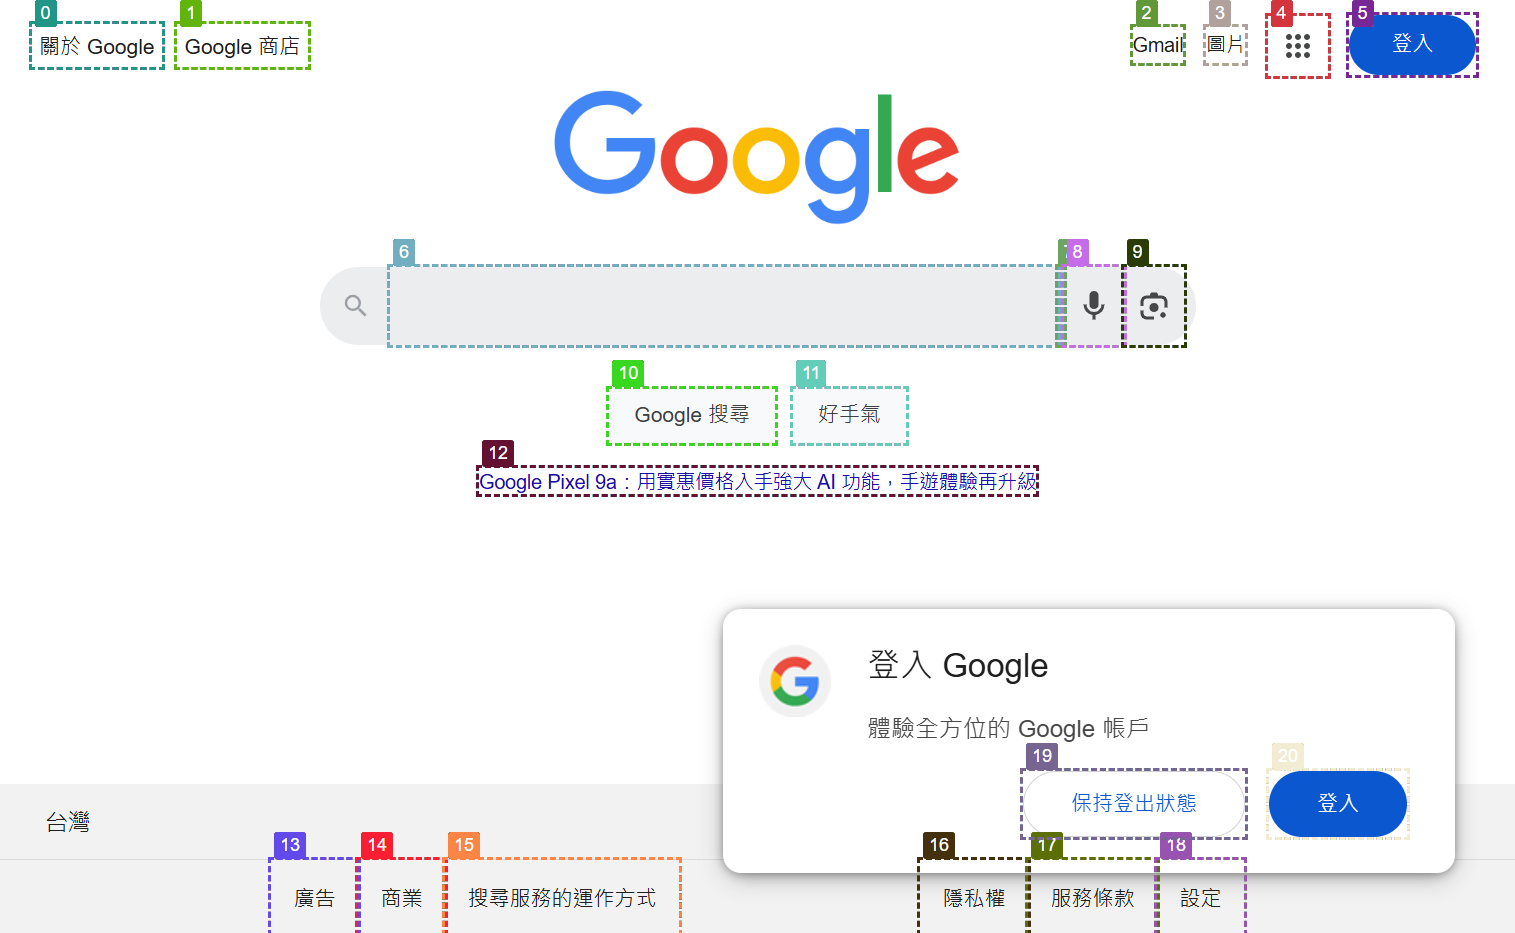 0 1 2 3 4 5
關於 Google Google 商店 Gmail 圖片 登入
Google
6 8 9
10 11
Google 搜尋 好手氣
12
Google Pixel 9a：用實惠價格入手強大 AI 功能，手遊體驗再升級
登入 Google
體驗全方位的 Google 帳戶
19 20
保持登出狀態 登入
台灣
13 14 15 16 17 18
廣告 商業 搜尋服務的運作方式 隱私權 服務條款 設定